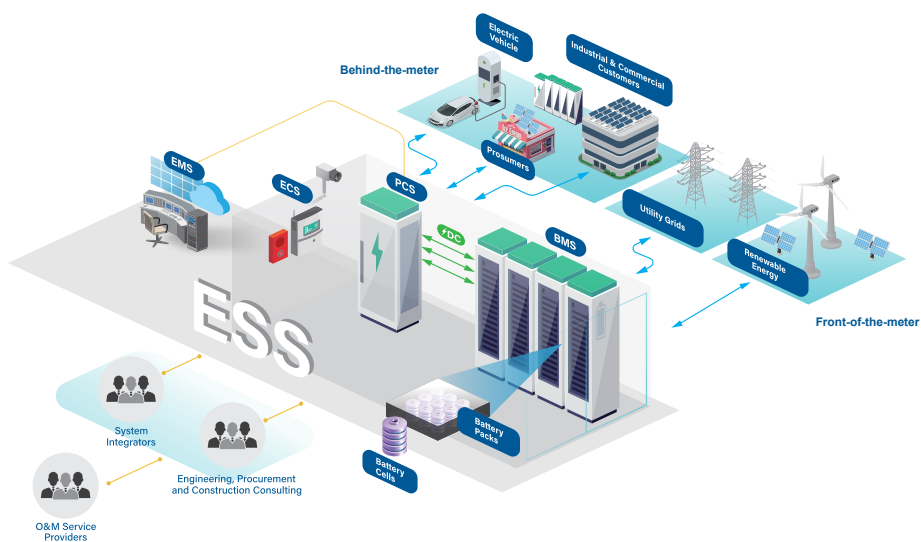 Electric
Vehicle
Industrial & Commercial
Customers
Behind-the-meter
Prosumers
EMS
ECS
PCS
DC
BMS
Utility Grids
Renewable
Energy
Front-of-the-meter
ESS
Battery
Packs
Battery
Cells
System
Integrators
Engineering, Procurement
and Construction Consulting
O&M Service
Providers